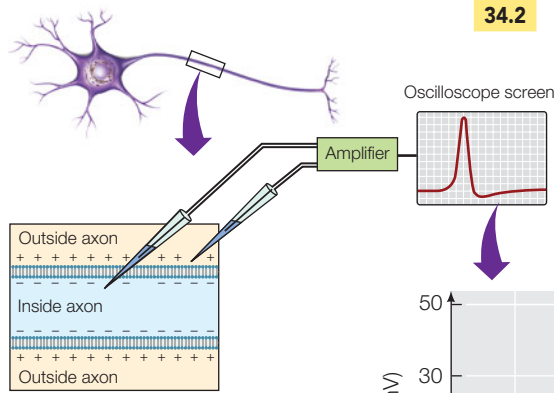 34.2
Oscilloscope screen
Amplifier
Outside axon
+ + + + + + + + + + +
– – – – – – – – – –
Inside axon
– – – – – – – – – – –
+ + + + + + + + + + + +
Outside axon
50
30